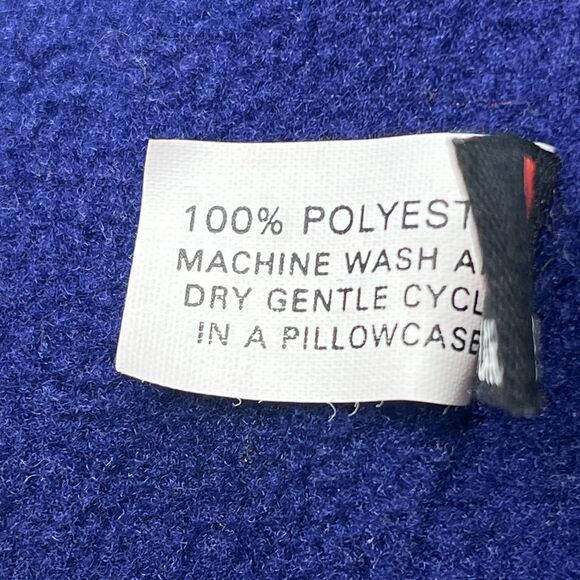 100% POLYEST
MACHINE WASH A
DRY GENTLE CYCL
IN A PILLOWCASE